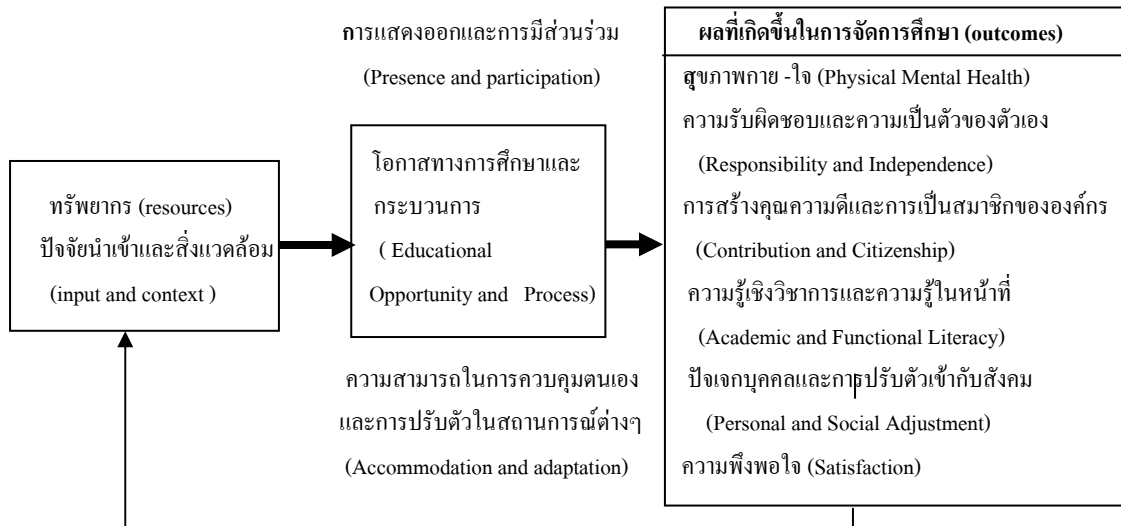 การแสดงออกและการมีส่วนร่วม
(Presence and participation)
ทรัพยากร (resources)
ปัจจัยนำเข้าและสิ่งแวดล้อม
(input and context )
โอกาสทางการศึกษาและ
กระบวนการ
( Educational
Opportunity and Process)
ความสามารถในการควบคุมตนเอง
และการปรับตัวในสถานการณ์ต่างๆ
(Accommodation and adaptation)
ผลที่เกิดขึ้นในการจัดการศึกษา (outcomes)
สุขภาพกาย -ใจ (Physical Mental Health)
ความรับผิดชอบและความเป็นตัวของตัวเอง
(Responsibility and Independence)
การสร้างคุณความดีและการเป็นสมาชิกขององค์กร
(Contribution and Citizenship)
ความรู้เชิงวิชาการและความรู้ในหน้าที่
(Academic and Functional Literacy)
ปัจเจกบุคคลและการปรับตัวเข้ากับสังคม
(Personal and Social Adjustment)
ความพึงพอใจ (Satisfaction)